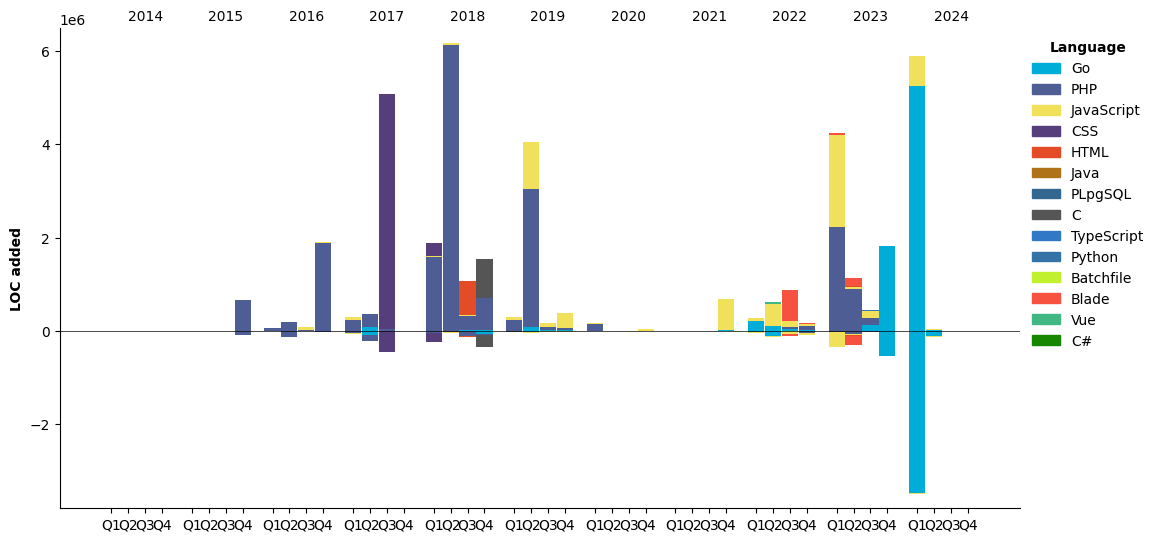 1e6
2014 2015 2016 2017 2018 2019 2020 2021 2022 2023 2024
LOC added
6
4
2
0
−2
Q1Q2Q3Q4 Q1Q2Q3Q4 Q1Q2Q3Q4 Q1Q2Q3Q4 Q1Q2Q3Q4 Q1Q2Q3Q4 Q1Q2Q3Q4 Q1Q2Q3Q4 Q1Q2Q3Q4 Q1Q2Q3Q4 Q1Q2Q3Q4
Language
Go
PHP
JavaScript
CSS
HTML
Java
PLpgSQL
C
TypeScript
Python
Batchfile
Blade
Vue
C#